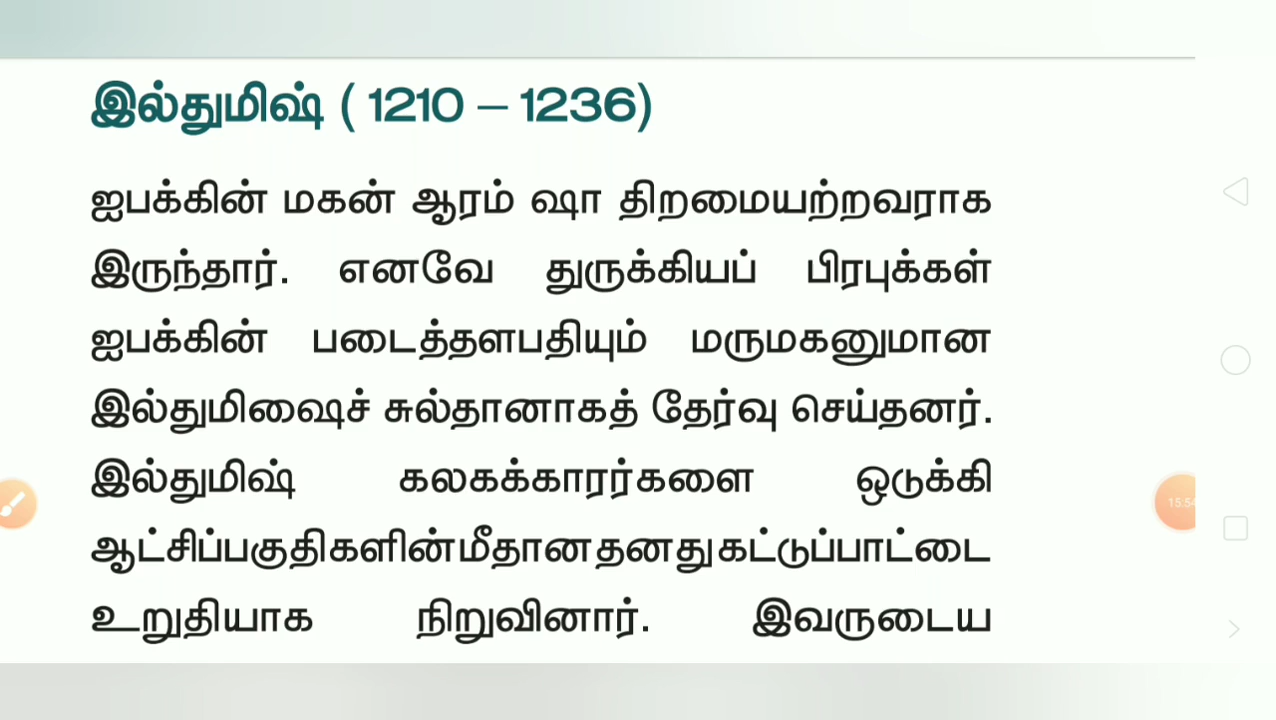 இல்துமிஷ் ( 1210 – 1236)
ஐபக்கின் மகன் ஆரம் ஷா திறமையற்றவராக
இருந்தார். எனவே துருக்கியப் பிரபுக்கள்
ஐபக்கின் படைத்தளபதியும் மருமகனுமான
இல்துமிஷைச் சுல்தானாகத் தேர்வு செய்தனர்.
இல்துமிஷ் கலகக்காரர்களை ஒடுக்கி
ஆட்சிப்பகுதிகளின்மீதான தனது கட்டுப்பாட்டை
உறுதியாக நிறுவினார். இவருடைய